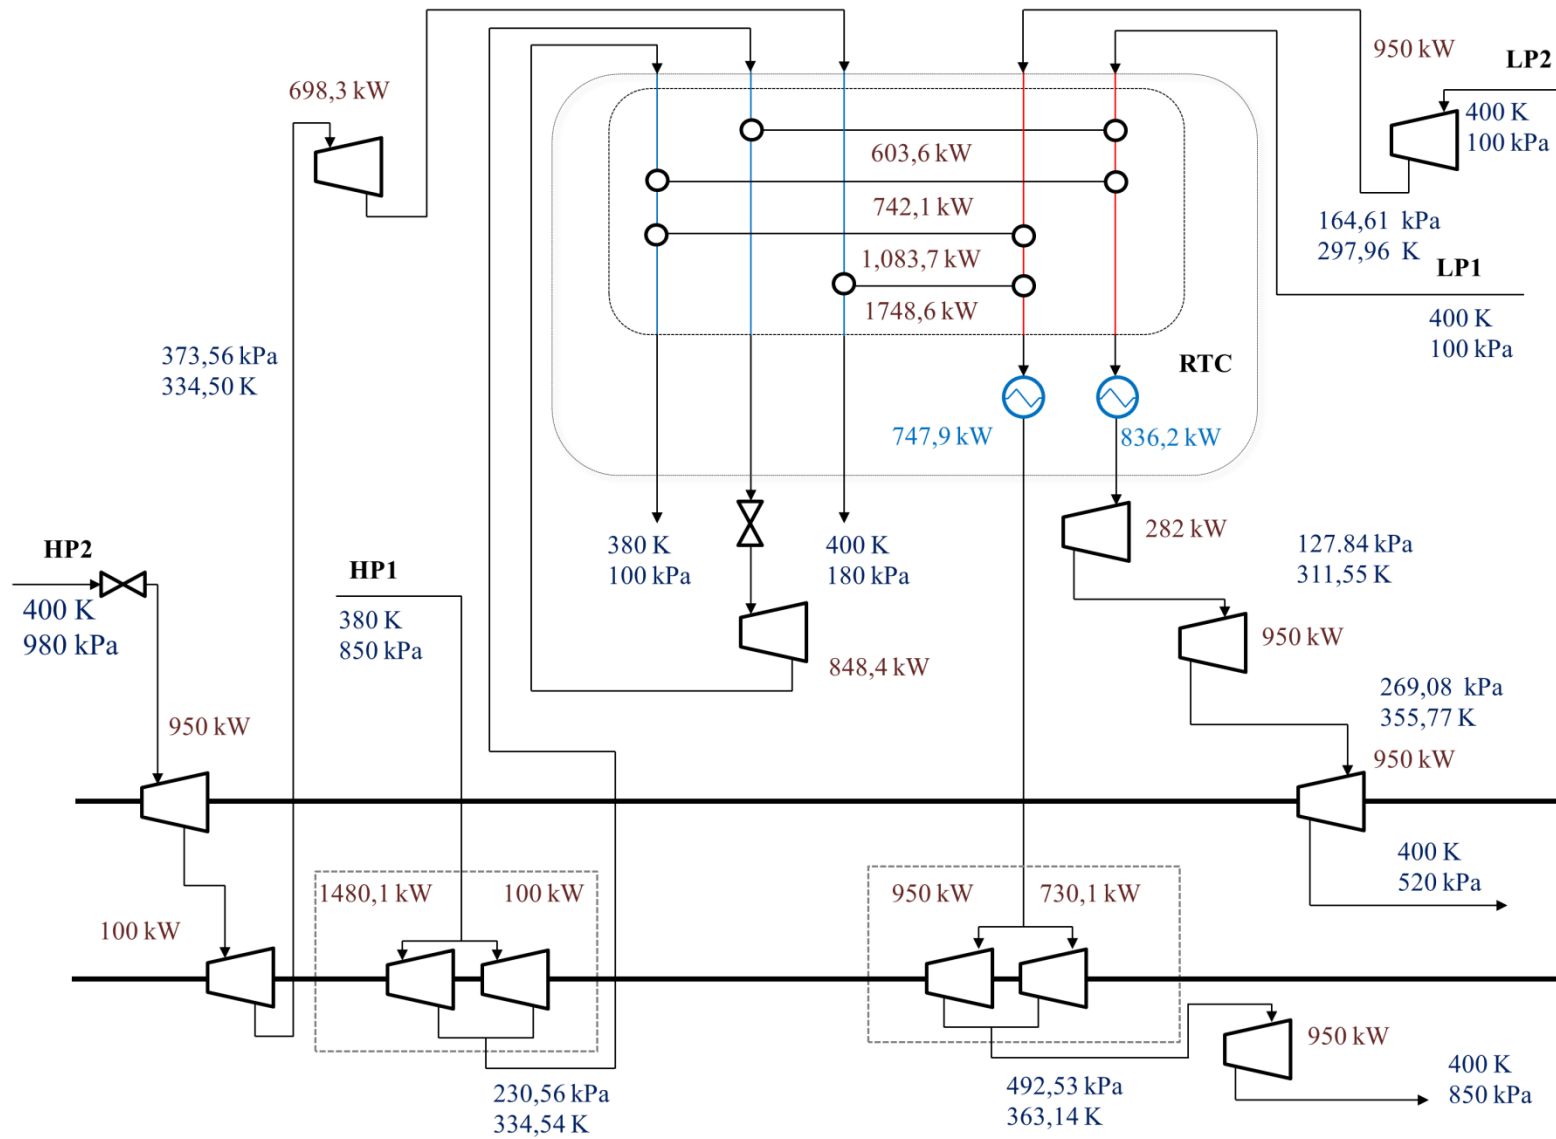 950 kW
LP2
698,3 kW
400 K
100 kPa
603,6 kW
742,1 kW
164,61 kPa
297,96 K
1,083,7 kW
LP1
1748,6 kW
400 K
100 kPa
373,56 kPa
334,50 K
RTC
747,9 kW
836,2 kW
282 kW
HP2
380 K
100 kPa
400 K
180 kPa
127.84 kPa
311,55 K
HP1
400 K
980 kPa
380 K
850 kPa
950 kW
848,4 kW
269,08 kPa
355,77 K
950 kW
950 kW
400 K
520 kPa
1480,1 kW
100 kW
950 kW
730,1 kW
100 kW
950 kW
492,53 kPa
363,14 K
400 K
850 kPa
230,56 kPa
334,54 K